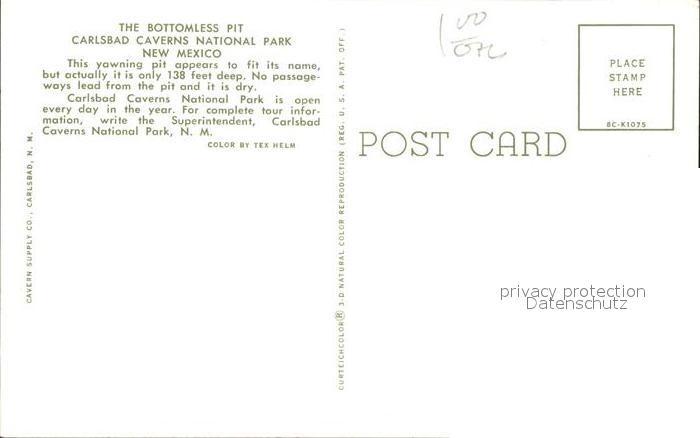 THE BOTTOMLESS PIT
CARLSBAD CAVERNS NATIONAL PARK
NEW MEXICO
This yawning pit appears to fit its name,
but actually it is only 138 feet deep. No passage-
ways lead from the pit and it is dry.
Carlsbad Caverns National Park is open
every day in the year. For complete tour infor-
mation, write the Superintendent, Carlsbad
Caverns National Park, N. M.
COLOR BY TEX HELM
CAVERN SUPPLY CO., CARLSBAD, N. M.
CURTEICHCOLOR® 3-D NATURAL COLOR REPRODUCTION (REG. U. S. A. PAT. OFF.)
POST CARD
PLACE
STAMP
HERE
8C-K1075
privacy protection
Datenschutz